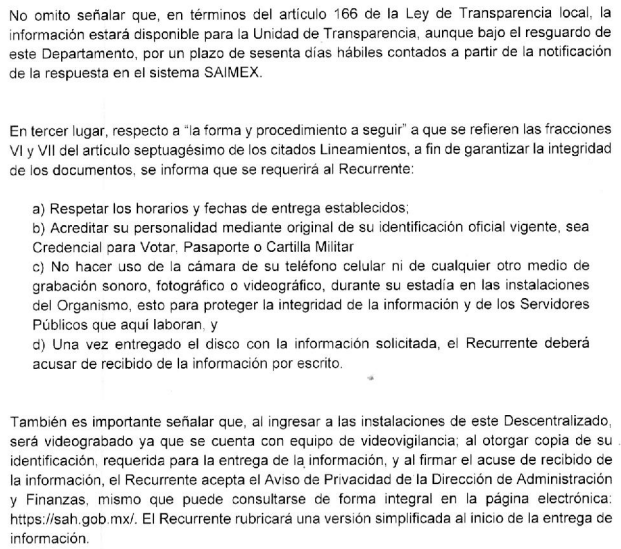 No omito señalar que, en términos del artículo 166 de la Ley de Transparencia local, la
información estará disponible para la Unidad de Transparencia, aunque bajo el resguardo de
este Departamento, por un plazo de sesenta días hábiles contados a partir de la notificación
de la respuesta en el sistema SAIMEX.
En tercer lugar, respecto a "la forma y procedimiento a seguir" a que se refieren las fracciones
VI y VII del artículo septuagésimo de los citados Lineamientos, a fin de garantizar la integridad
de los documentos, se informa que se requerirá al Recurrente:
a) Respetar los horarios y fechas de entrega establecidos;
b) Acreditar su personalidad mediante original de su identificación oficial vigente, sea
Credencial para Votar, Pasaporte o Cartilla Militar
c) No hacer uso de la cámara de su teléfono celular ni de cualquier otro medio de
grabación sonoro, fotográfico o videográfico, durante su estadía en las instalaciones
del Organismo, esto para proteger la integridad de la información y de los Servidores
Públicos que aquí laboran, y
d) Una vez entregado el disco con la información solicitada, el Recurrente deberá
acusar de recibido de la información por escrito.
También es importante señalar que, al ingresar a las instalaciones de este Descentralizado,
será videograbado ya que se cuenta con equipo de videovigilancia; al otorgar copia de su
identificación, requerida para la entrega de la información, y al firmar el acuse de recibido de
la información, el Recurrente acepta el Aviso de Privacidad de la Dirección de Administración
y Finanzas, mismo que puede consultarse de forma integral en la página electrónica:
https://sah.gob.mx/. El Recurrente rubricará una versión simplificada al inicio de la entrega de
información.